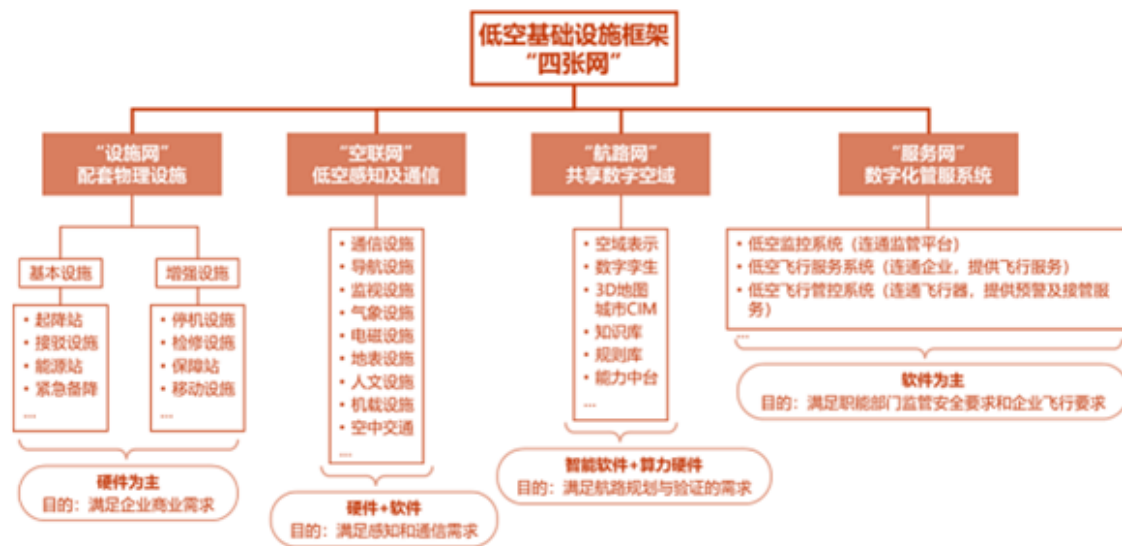 低空基础设施框架
“四张网”
“设施网”
配套物理设施
基本设施
• 起降站
• 接驳设施
• 能源站
• 紧急备降
...
增强设施
• 停机设施
• 检修设施
• 保障站
• 移动设施
...
硬件为主
目的：满足企业商业需求
“空联网”
低空感知及通信
• 通信设施
• 导航设施
• 监视设施
• 气象设施
• 电磁设施
• 地表设施
• 人文设施
• 机载设施
• 空中交通
...
硬件+软件
目的：满足感知和通信需求
“航路网”
共享数字空域
• 空域表示
• 数字孪生
• 3D地图
城市CIM
• 知识库
• 规则库
• 能力中台
...
智能软件+算力硬件
目的：满足航路规划与验证的需求
“服务网”
数字化管服系统
• 低空监控系统（连通监管平台）
• 低空飞行服务系统（连通企业，提供飞行服务）
• 低空飞行管控系统（连通飞行器，提供预警及接管服
务）
...
软件为主
目的：满足职能部门监管安全要求和企业飞行要求